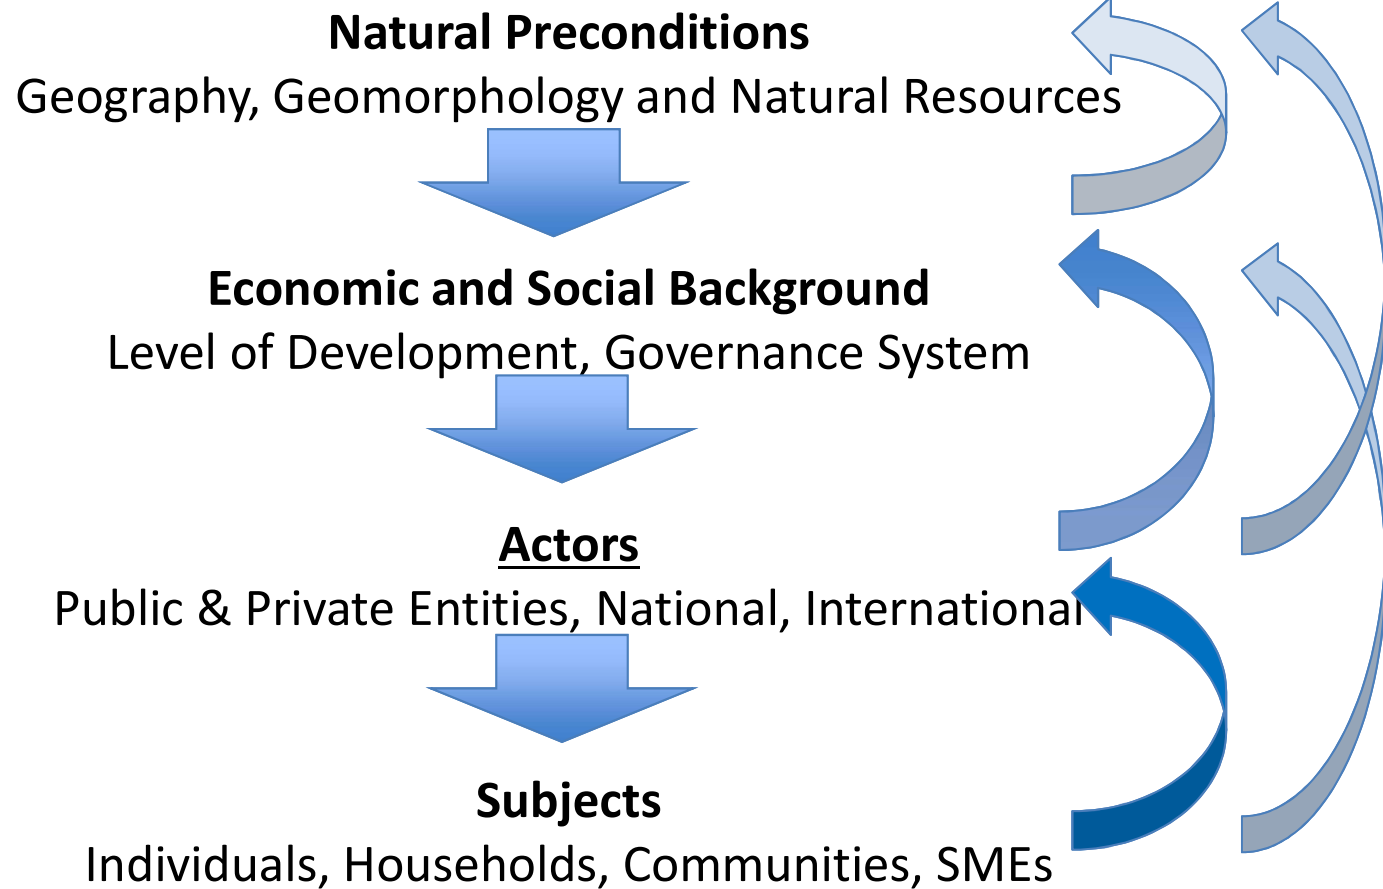 Natural Preconditions
Geography, Geomorphology and Natural Resources
Economic and Social Background
Level of Development, Governance System
Actors
Public & Private Entities, National, International
Subjects
Individuals, Households, Communities, SMEs